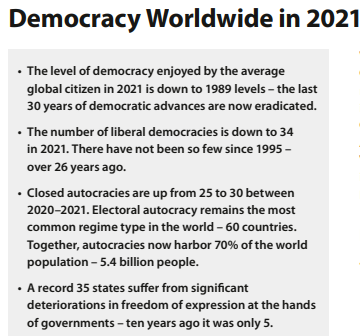 Democracy Worldwide in 2021
• The level of democracy enjoyed by the average
global citizen in 2021 is down to 1989 levels – the last
30 years of democratic advances are now eradicated.
• The number of liberal democracies is down to 34
in 2021. There have not been so few since 1995 –
over 26 years ago.
• Closed autocracies are up from 25 to 30 between
2020–2021. Electoral autocracy remains the most
common regime type in the world – 60 countries.
Together, autocracies now harbor 70% of the world
population – 5.4 billion people.
• A record 35 states suffer from significant
deteriorations in freedom of expression at the hands
of governments – ten years ago it was only 5.